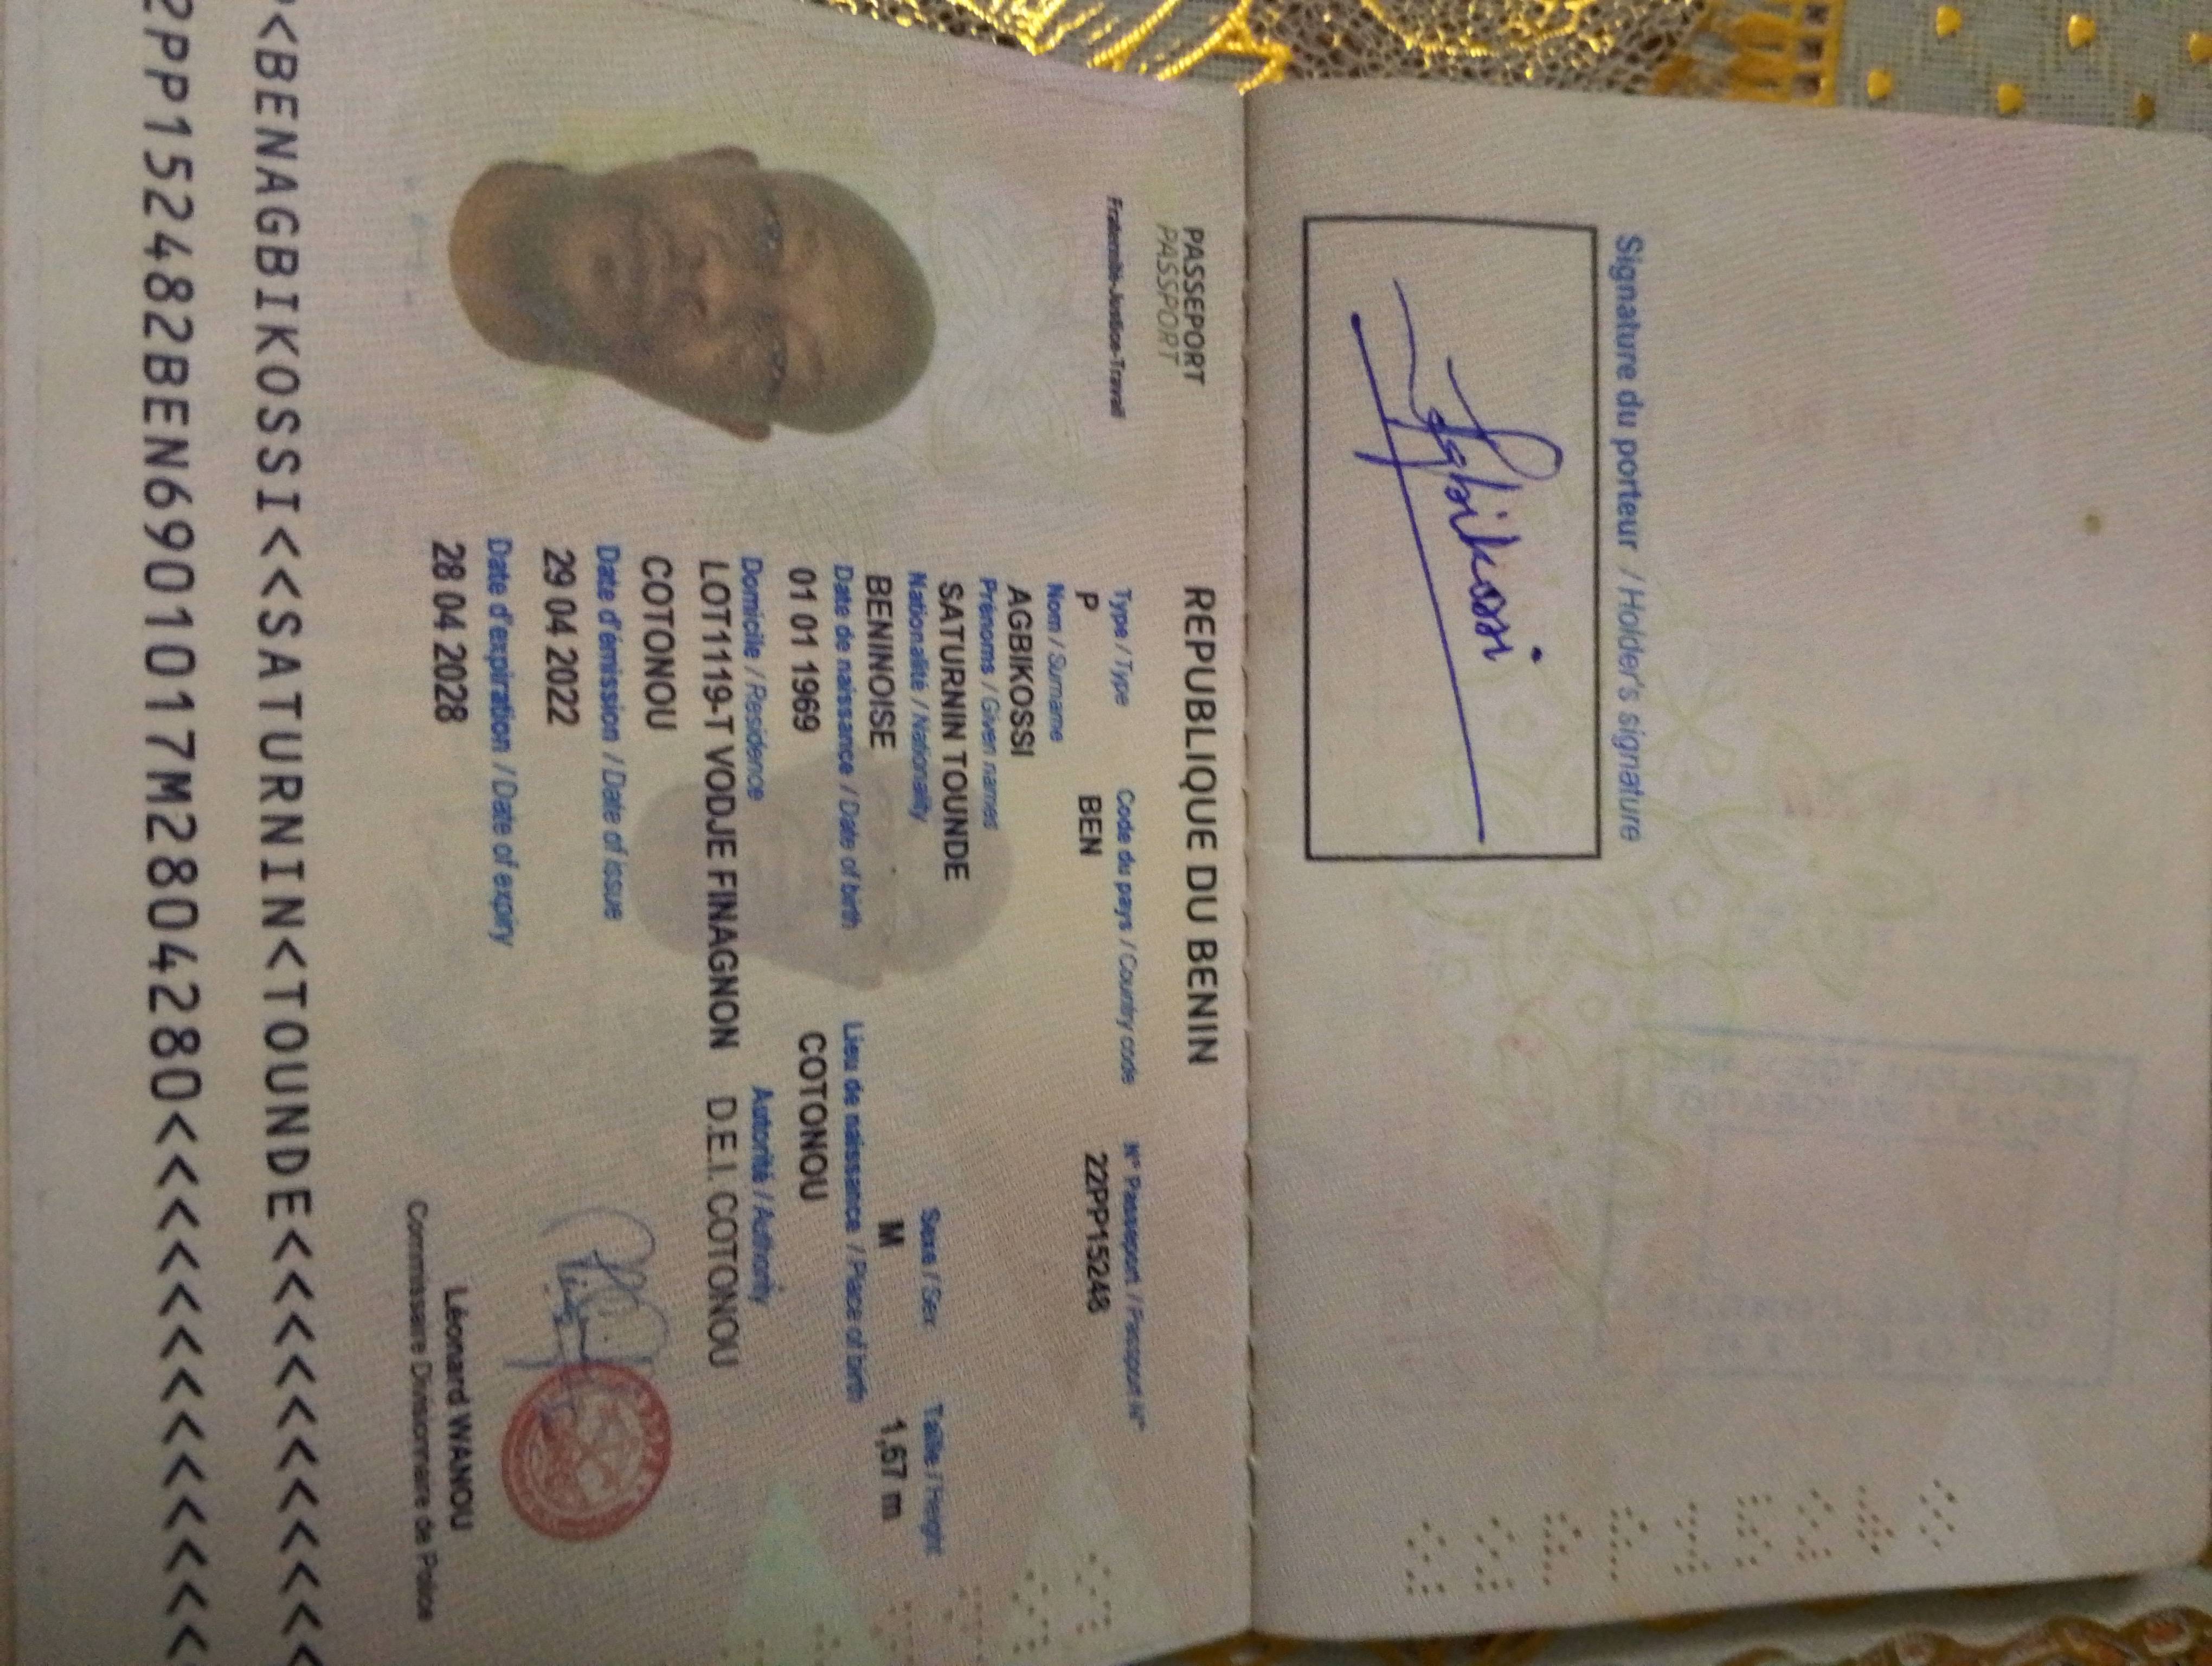 Signature du porteur / Holder's signature
Agbikossi
REPUBLIQUE DU BENIN
PASSEPORT
PASSPORT
Fraternité-Justice-Travail
Type / Type Code du pays / Country code N° Passeport / Passport N°
P BEN 22PP15248
Nom / Surname
AGBIKOSSI
Prénoms / Given names
SATURNIN TOUNDE
Nationalité / Nationality Sexe / Sex Taille / Height
BENINOISE M 1,67 m
Date de naissance / Date of birth Lieu de naissance / Place of birth
01 01 1969 COTONOU
Domicile / Residence Autorité / Authority
LOT1119-T VODJE FINAGNON D.E.I. COTONOU
COTONOU
Date d'émission / Date of issue
29 04 2022
Date d'expiration / Date of expiry
28 04 2028
Léonard WANOU
Commissaire Divisionnaire de Police
<BENAGBIKOSSI<<SATURNIN<TOUNDE<<<<<<<<<
2PP152482BEN6901017M2804280<<<<<<<<<<<